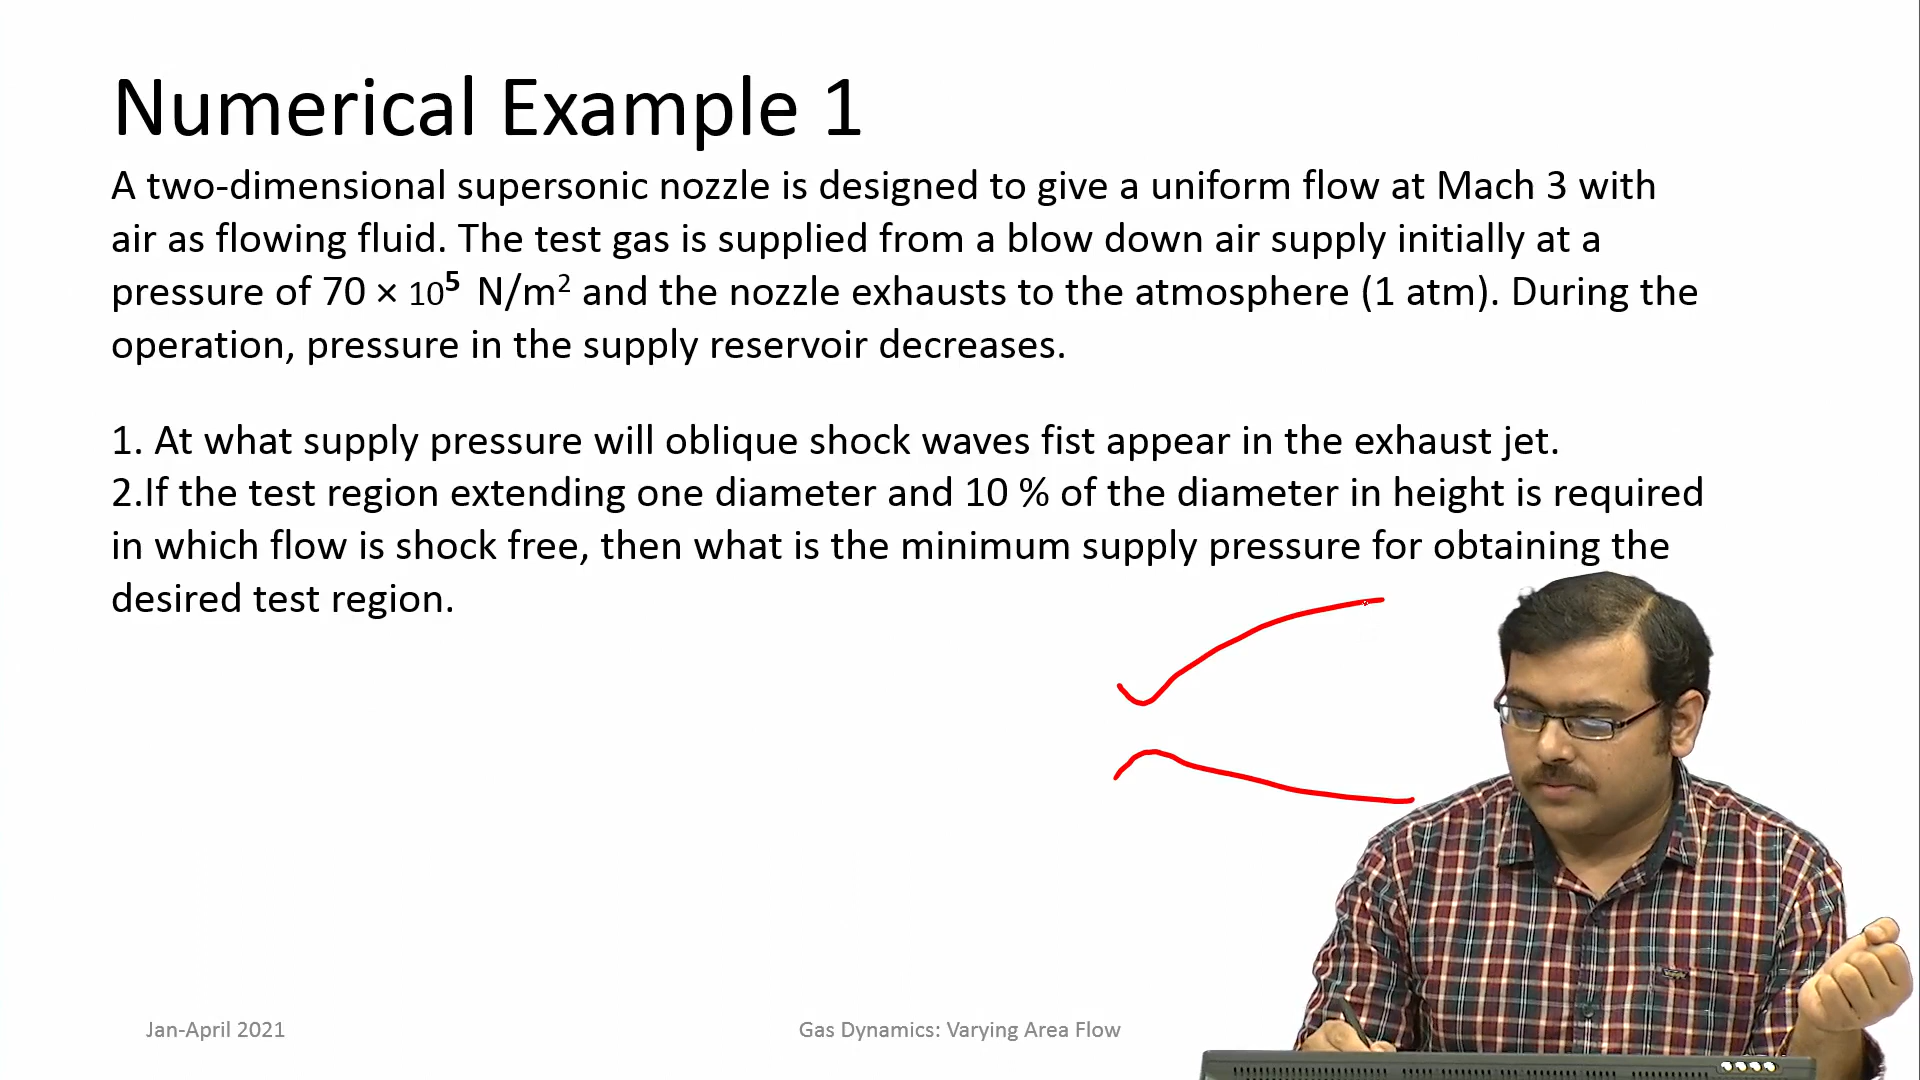 Numerical Example 1
A two-dimensional supersonic nozzle is designed to give a uniform flow at Mach 3 with
air as flowing fluid. The test gas is supplied from a blow down air supply initially at a
pressure of 70 × 10⁵ N/m² and the nozzle exhausts to the atmosphere (1 atm). During the
operation, pressure in the supply reservoir decreases.
1. At what supply pressure will oblique shock waves fist appear in the exhaust jet.
2.If the test region extending one diameter and 10 % of the diameter in height is required
in which flow is shock free, then what is the minimum supply pressure for obtaining the
desired test region.
Jan-April 2021
Gas Dynamics: Varying Area Flow